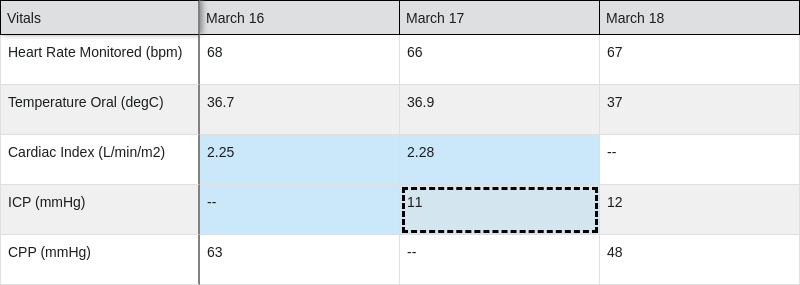 Vitals March 16 March 17 March 18
Heart Rate Monitored (bpm) 68 66 67
Temperature Oral (degC) 36.7 36.9 37
Cardiac Index (L/min/m2) 2.25 2.28 --
ICP (mmHg) -- 11 12
CPP (mmHg) 63 -- 48